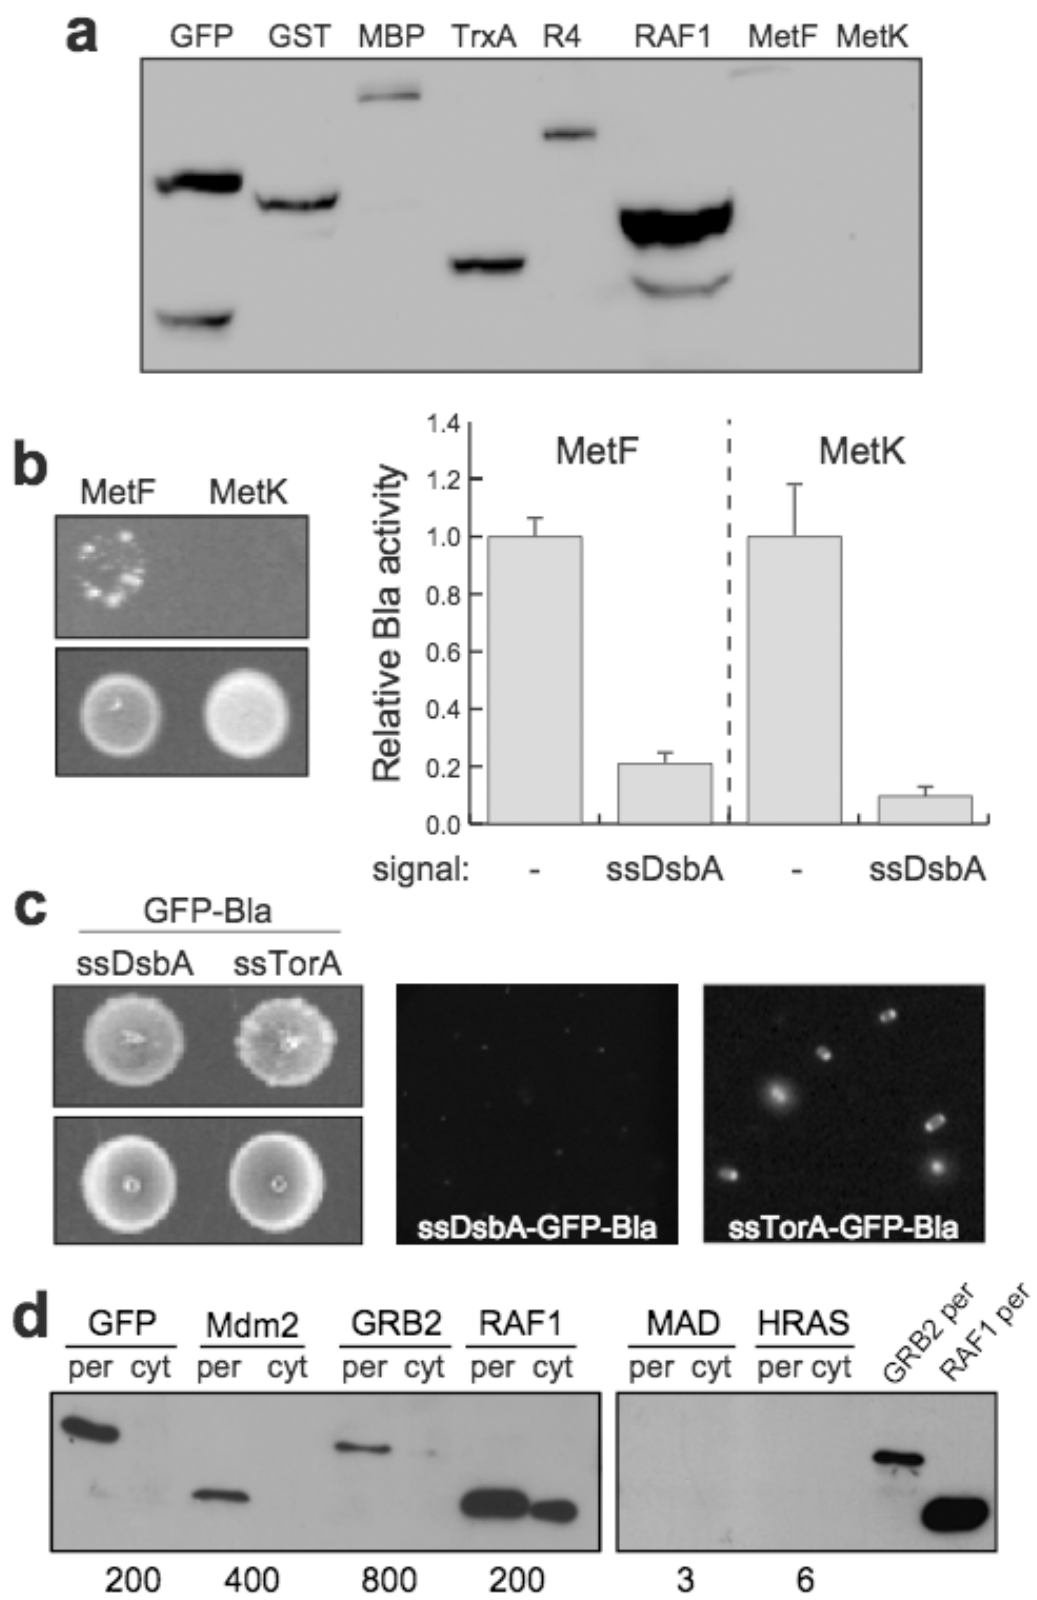 a
GFP GST MBP TrxA R4 RAF1 MetF MetK
b
MetF MetK
Relative Bla activity
1.4
1.2
1.0
0.8
0.6
0.4
0.2
0.0
MetF MetK
signal: - ssDsbA - ssDsbA
c
GFP-Bla
ssDsbA ssTorA
ssDsbA-GFP-Bla ssTorA-GFP-Bla
d
GFP Mdm2 GRB2 RAF1 MAD HRAS
per cyt per cyt per cyt per cyt per cyt per cyt
GRB2 per
RAF1 per
200 400 800 200 3 6